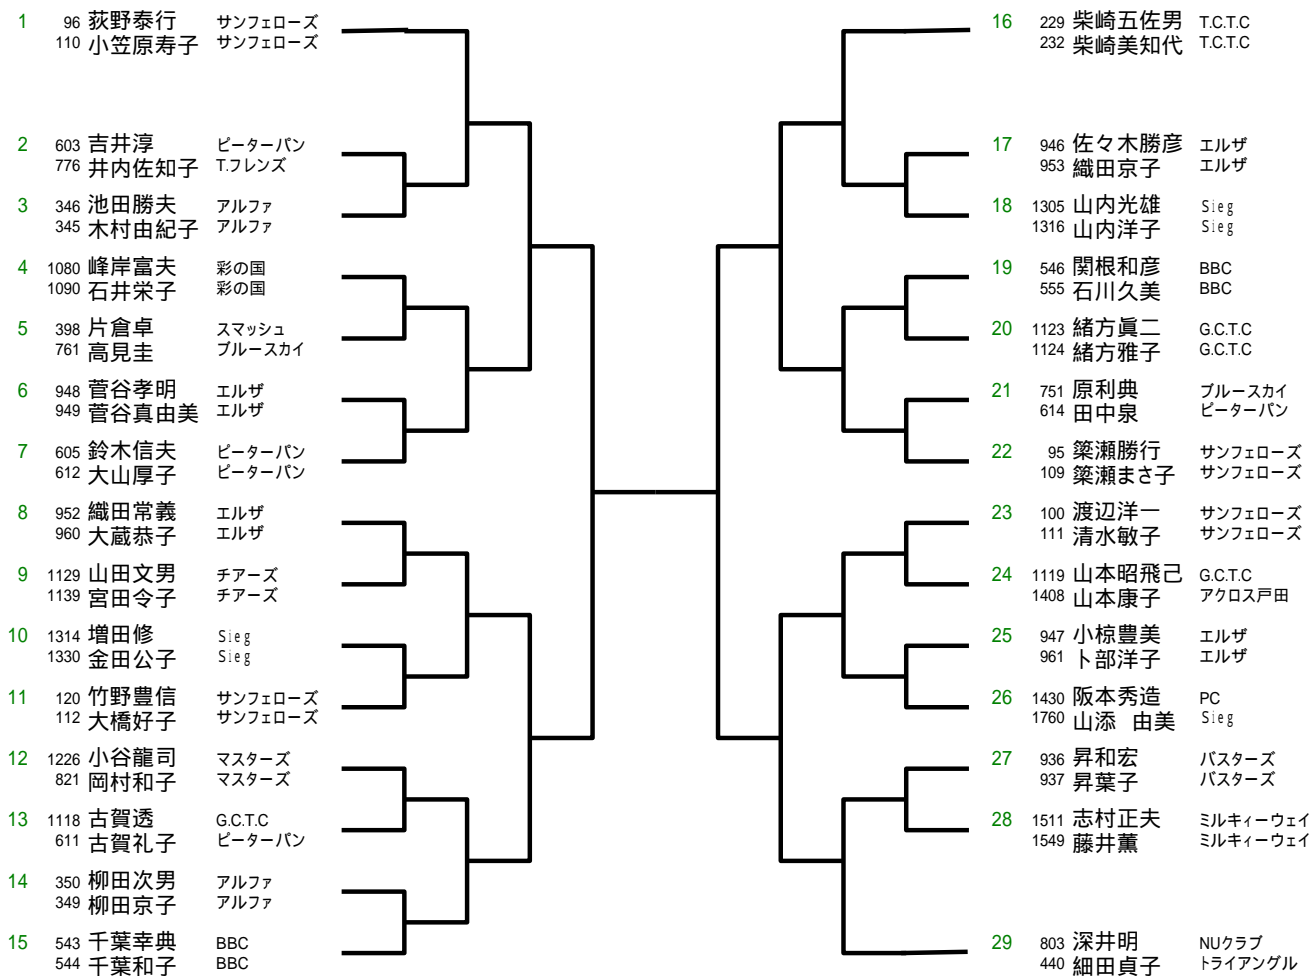 1 96 荻野泰行 サンフェローズ
110 小笠原寿子 サンフェローズ
2 603 吉井淳 ピーターパン
776 井内佐知子 T.フレンズ
3 346 池田勝夫 アルファ
345 木村由紀子 アルファ
4 1080 峰岸富夫 彩の国
1090 石井栄子 彩の国
5 398 片倉卓 スマッシュ
761 高見圭 ブルースカイ
6 948 菅谷孝明 エルザ
949 菅谷真由美 エルザ
7 605 鈴木信夫 ピーターパン
612 大山厚子 ピーターパン
8 952 織田常義 エルザ
960 大蔵恭子 エルザ
9 1129 山田文男 チアーズ
1139 宮田令子 チアーズ
10 1314 増田修 Sieg
1330 金田公子 Sieg
11 120 竹野豊信 サンフェローズ
112 大橋好子 サンフェローズ
12 1226 小谷龍司 マスターズ
821 岡村和子 マスターズ
13 1118 古賀透 G.C.T.C
611 古賀礼子 ピーターパン
14 350 柳田次男 アルファ
349 柳田京子 アルファ
15 543 千葉幸典 BBC
544 千葉和子 BBC
16 229 柴崎五佐男 T.C.T.C
232 柴崎美知代 T.C.T.C
17 946 佐々木勝彦 エルザ
953 織田京子 エルザ
18 1305 山内光雄 Sieg
1316 山内洋子 Sieg
19 546 関根和彦 BBC
555 石川久美 BBC
20 1123 緒方眞二 G.C.T.C
1124 緒方雅子 G.C.T.C
21 751 原利典 ブルースカイ
614 田中泉 ピーターパン
22 95 簗瀬勝行 サンフェローズ
109 簗瀬まさ子 サンフェローズ
23 100 渡辺洋一 サンフェローズ
111 清水敏子 サンフェローズ
24 1119 山本昭飛己 G.C.T.C
1408 山本康子 アクロス戸田
25 947 小椋豊美 エルザ
961 卜部洋子 エルザ
26 1430 阪本秀造 PC
1760 山添 由美 Sieg
27 936 昇和宏 バスターズ
937 昇葉子 バスターズ
28 1511 志村正夫 ミルキィーウェイ
1549 藤井薫 ミルキィーウェイ
29 803 深井明 NUクラブ
440 細田貞子 トライアングル